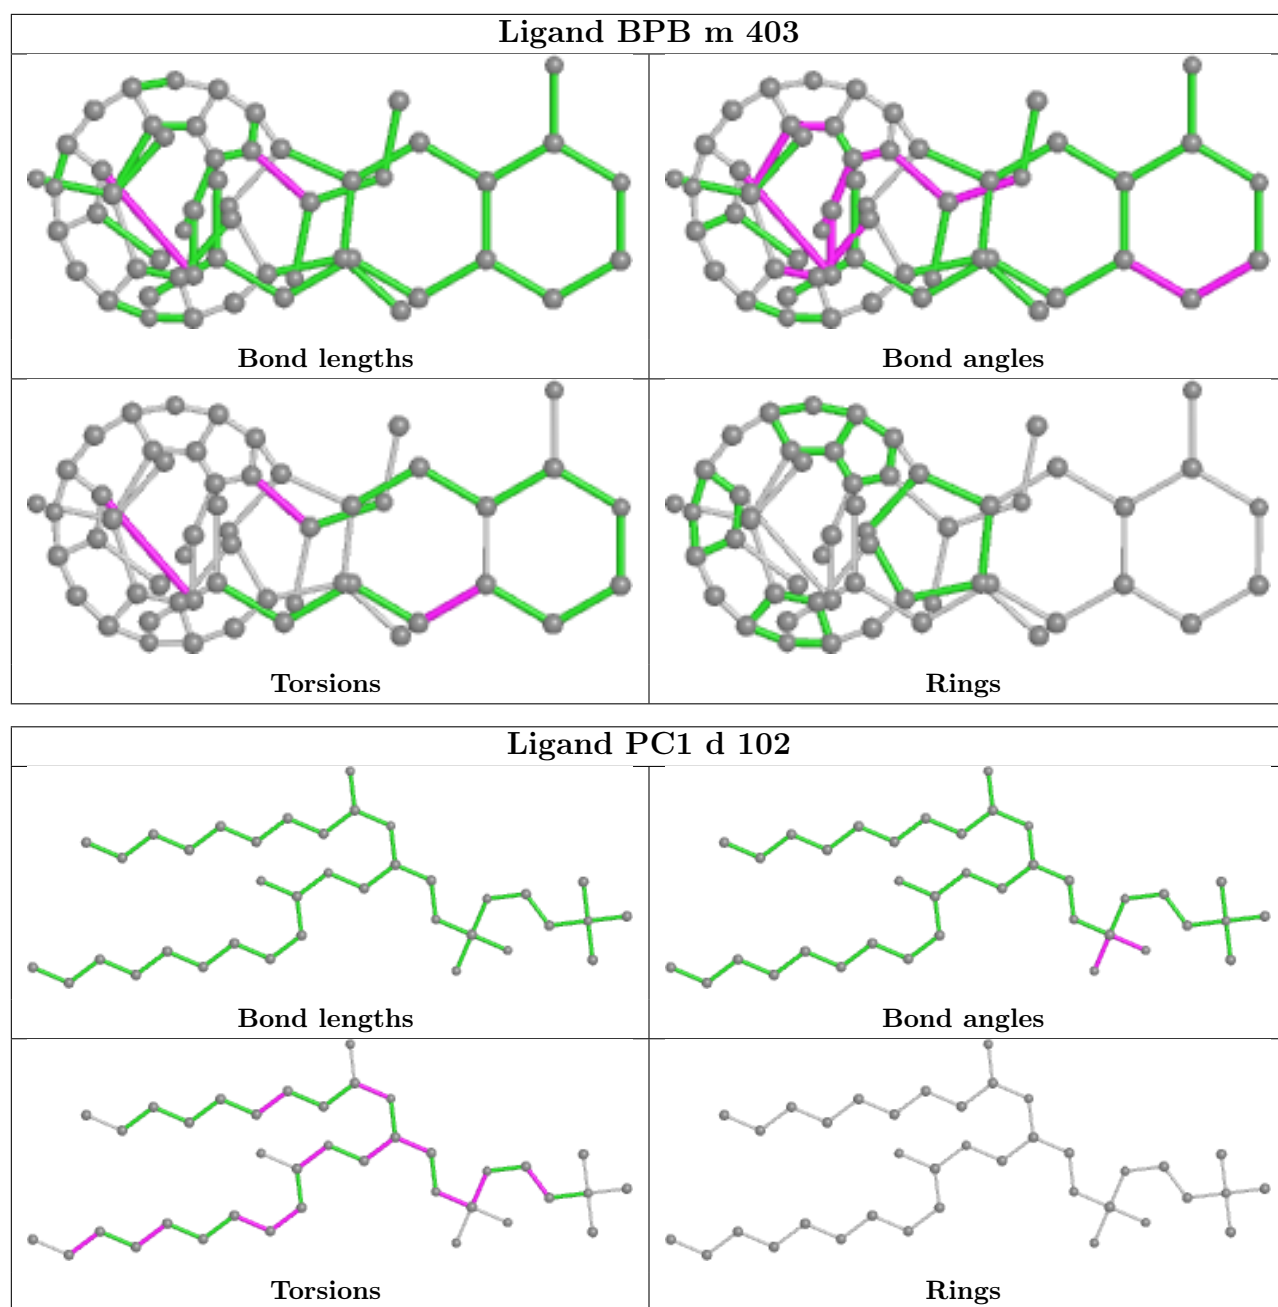 Ligand BPB m 403
Bond lengths
Bond angles
Torsions
Rings
Ligand PC1 d 102
Bond lengths
Bond angles
Torsions
Rings